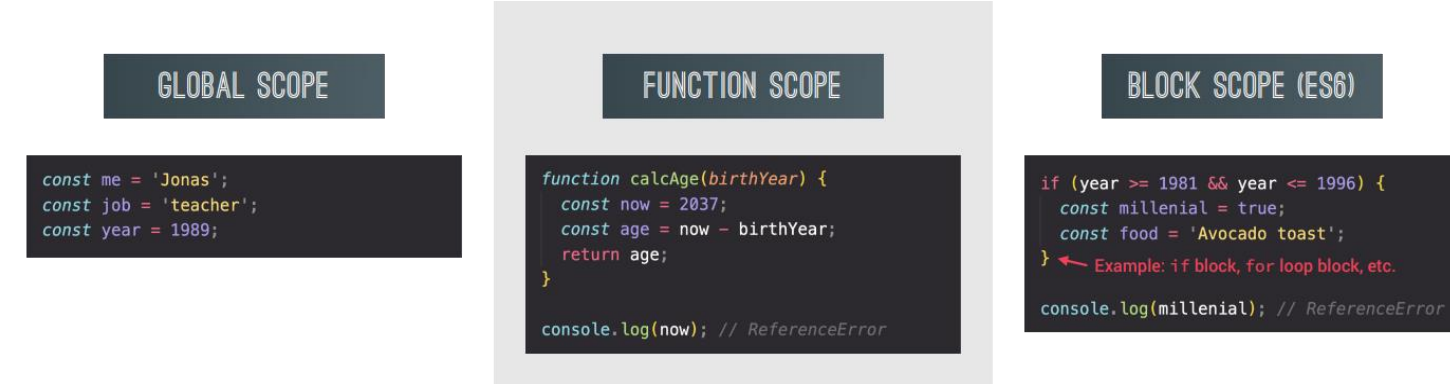 GLOBAL SCOPE
const me = 'Jonas';
const job = 'teacher';
const year = 1989;
FUNCTION SCOPE
function calcAge(birthYear) {
const now = 2037;
const age = now − birthYear;
return age;
}
console.log(now); // ReferenceError
BLOCK SCOPE (ES6)
if (year >= 1981 && year <= 1996) {
const millenial = true;
const food = 'Avocado toast';
} Example: if block, for loop block, etc.
console.log(millenial); // ReferenceError